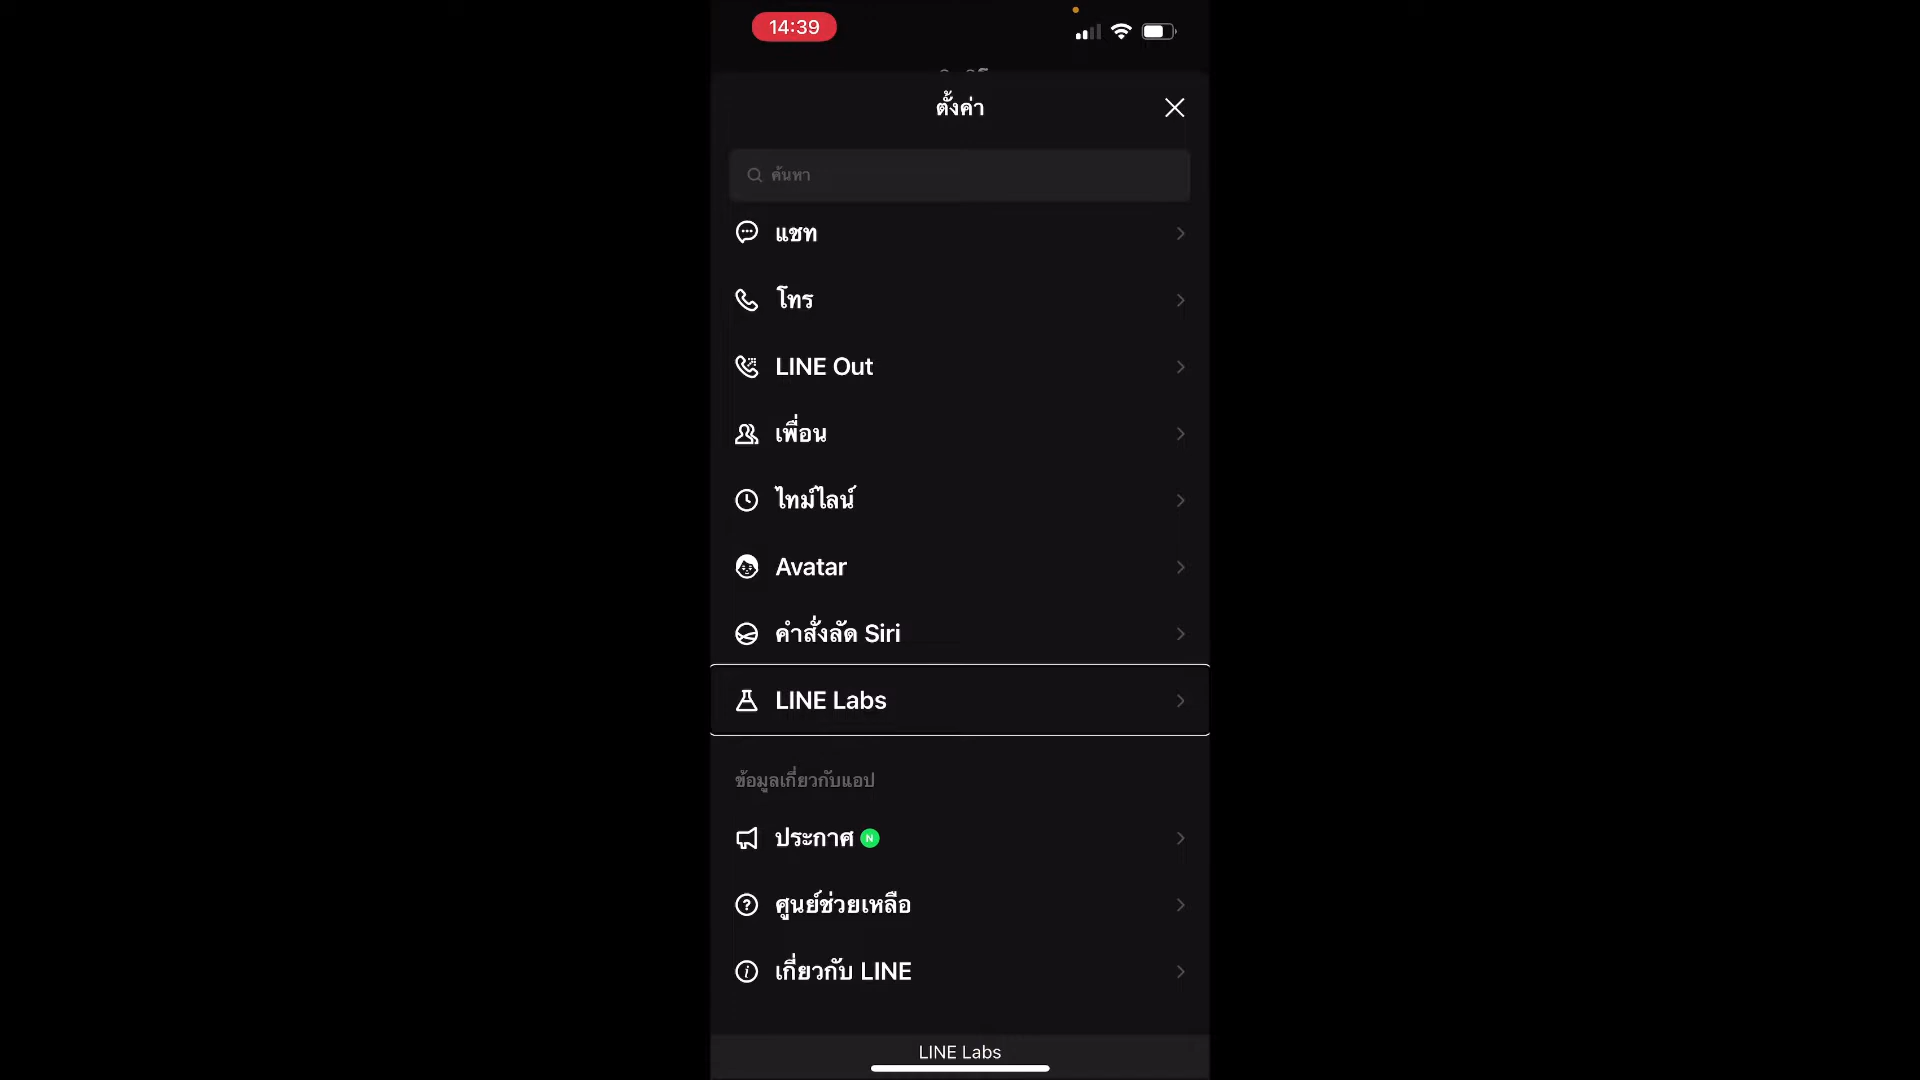 14:39
ตั้งค่า
ค้นหา
แชท
โทร
LINE Out
เพื่อน
ไทม์ไลน์
Avatar
คำสั่งลัด Siri
LINE Labs
ข้อมูลเกี่ยวกับแอป
ประกาศ N
ศูนย์ช่วยเหลือ
เกี่ยวกับ LINE
LINE Labs